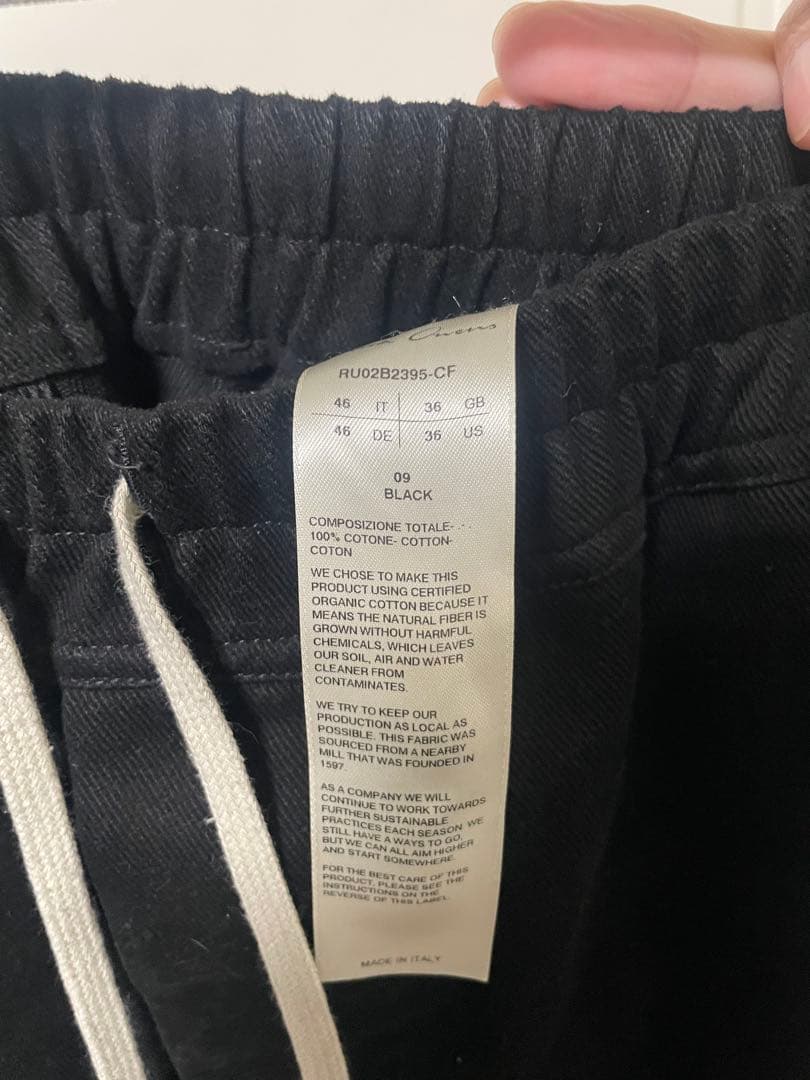 Owens
RU02B2395-CF
46 IT 36 GB
46 DE 36 US
09
BLACK
COMPOSIZIONE TOTALE- . - .
100% COTONE- COTTON-
COTON
WE CHOSE TO MAKE THIS
PRODUCT USING CERTIFIED
ORGANIC COTTON BECAUSE IT
MEANS THE NATURAL FIBER IS
GROWN WITHOUT HARMFUL
CHEMICALS, WHICH LEAVES
OUR SOIL, AIR AND WATER
CLEANER FROM
CONTAMINATES.
WE TRY TO KEEP OUR
PRODUCTION AS LOCAL AS
POSSIBLE. THIS FABRIC WAS
SOURCED FROM A NEARBY
MILL THAT WAS FOUNDED IN
1597.
AS A COMPANY WE WILL
CONTINUE TO WORK TOWARDS
FURTHER SUSTAINABLE
PRACTICES EACH SEASON. WE
STILL HAVE A WAYS TO GO,
BUT WE CAN ALL AIM HIGHER
AND START SOMEWHERE.
FOR THE BEST CARE OF THIS
PRODUCT, PLEASE SEE THE
INSTRUCTIONS ON THE
REVERSE OF THIS LABEL.
MADE IN ITALY